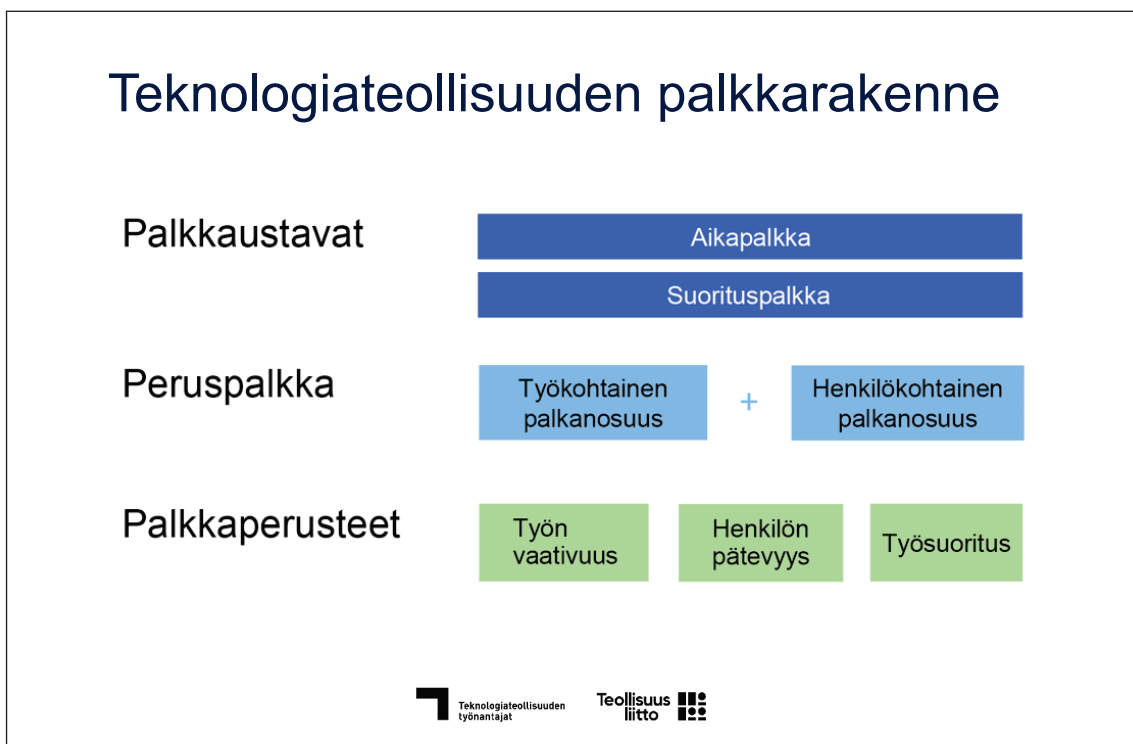 Teknologiateollisuuden palkkarakenne
Palkkaustavat
Aikapalkka
Suorituspalkka
Peruspalkka
Työkohtainen
palkanosuus
+
Henkilökohtainen
palkanosuus
Palkkaperusteet
Työn
vaativuus
Henkilön
pätevyys
Työsuoritus
Teknologiateollisuuden
työnantajat
Teollisuus
liitto